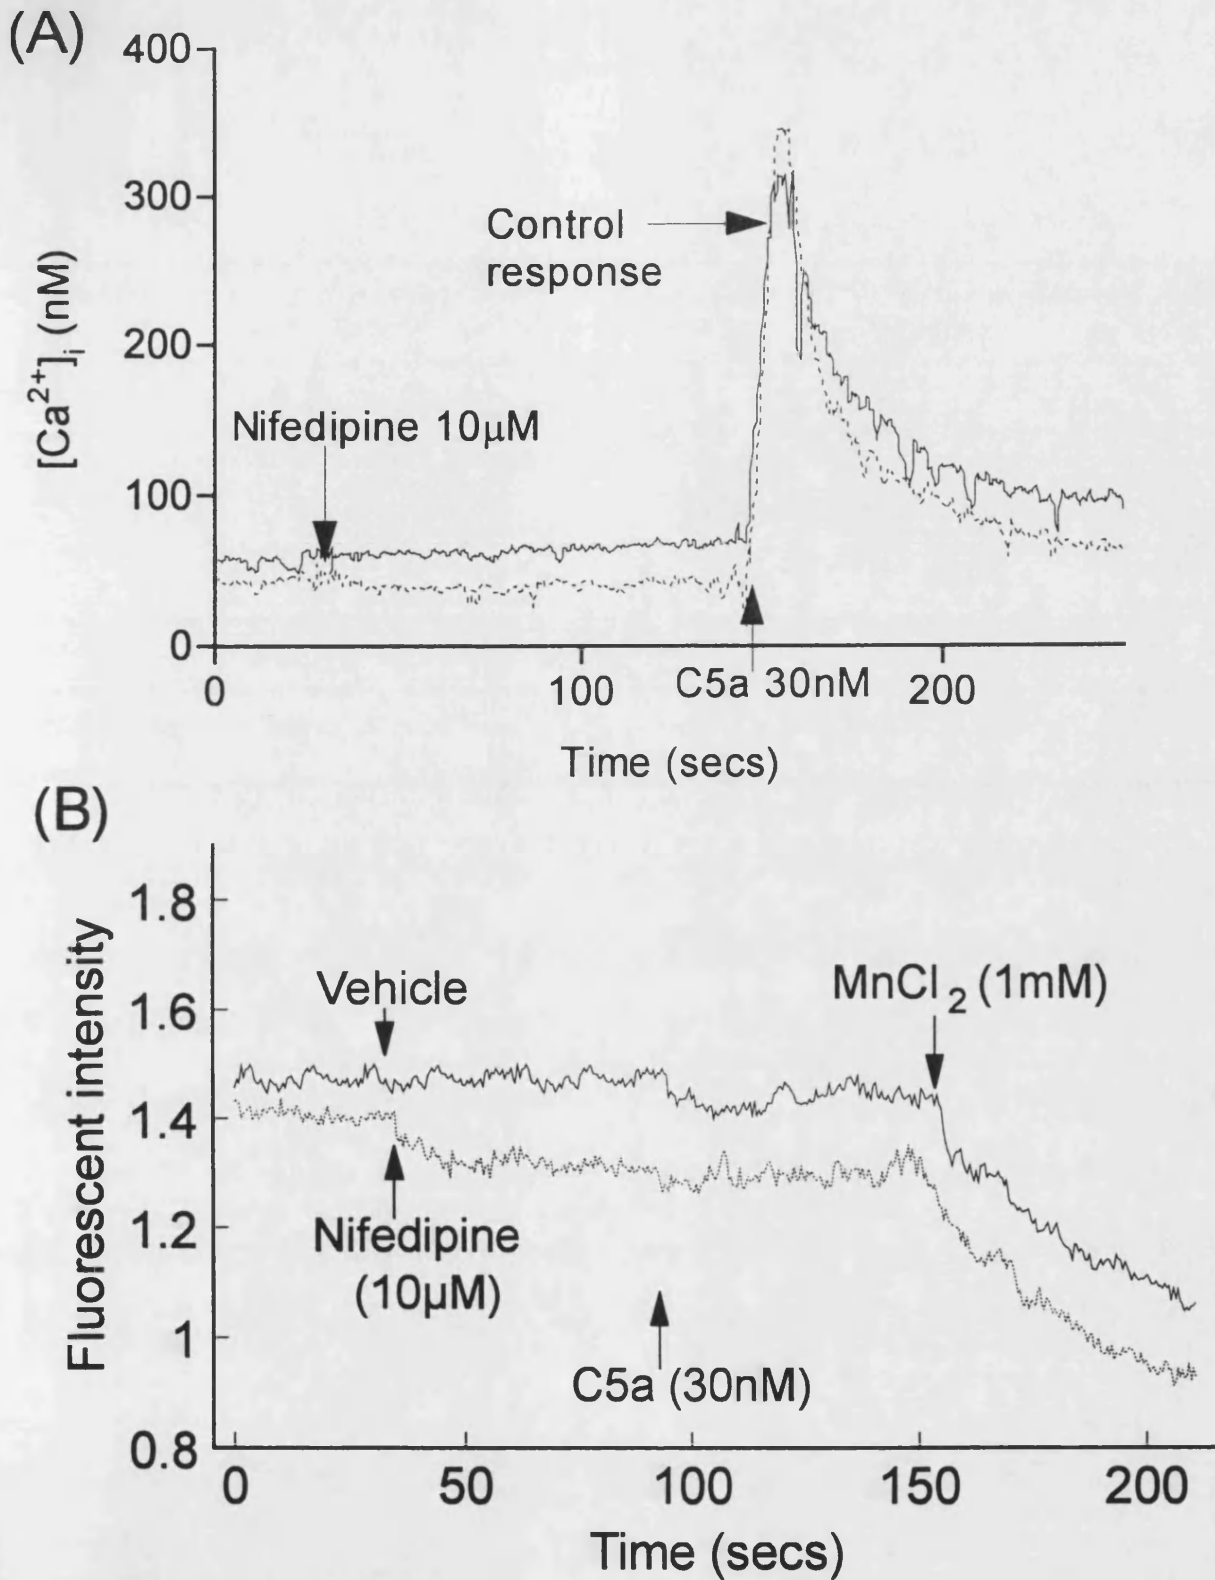 (A)
400
300
200
100
0
[Ca2+]i (nM)
Control
response
Nifedipine 10μM
C5a 30nM
0
100
200
Time (secs)
(B)
1.8
1.6
1.4
1.2
1
0.8
Fluorescent intensity
Vehicle
MnCl2 (1mM)
Nifedipine
(10μM)
C5a (30nM)
0
50
100
150
200
Time (secs)